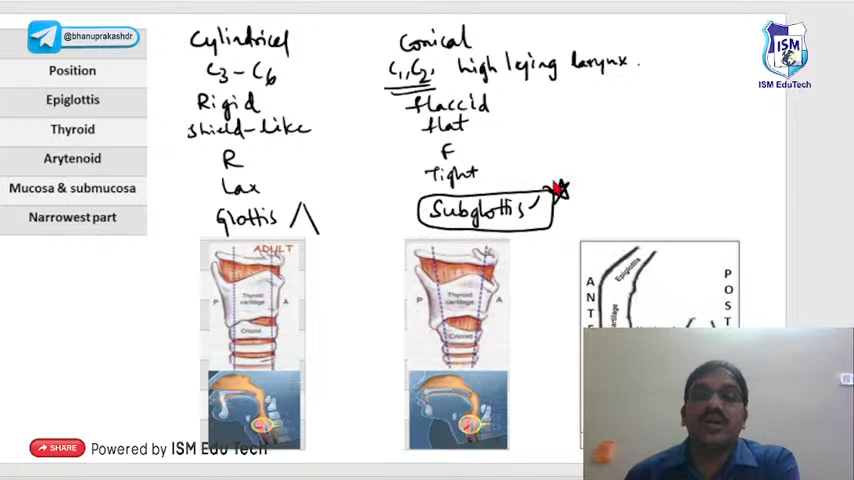 @bhanuprakashdr
Cylindrical Conical
Position C3-C6 C1,C2, high lying larynx.
Epiglottis Rigid flaccid
Thyroid shield-like flat
Arytenoid R F
Mucosa & submucosa Lax Tight
Narrowest part Glottis Subglottis
ISM
ISM EduTech
ADULT
P Thyroid cartilage A
Cricoid
P Thyroid cartilage A
Cricoid
Epiglottis
ANTE
POST
SHARE Powered by ISM Edu Tech